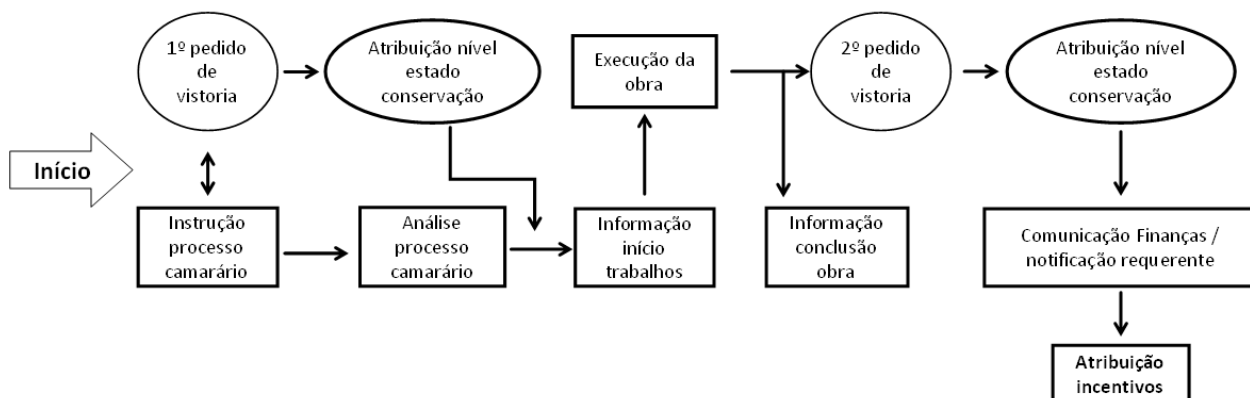 1º pedido
de
vistoria
Atribuição nível
estado
conservação
Execução da
obra
2º pedido
de
vistoria
Atribuição nível
estado
conservação
Início
Instrução
processo
camarário
Análise
processo
camarário
Informação
início
trabalhos
Informação
conclusão
obra
Comunicação Finanças /
notificação requerente
Atribuição
incentivos